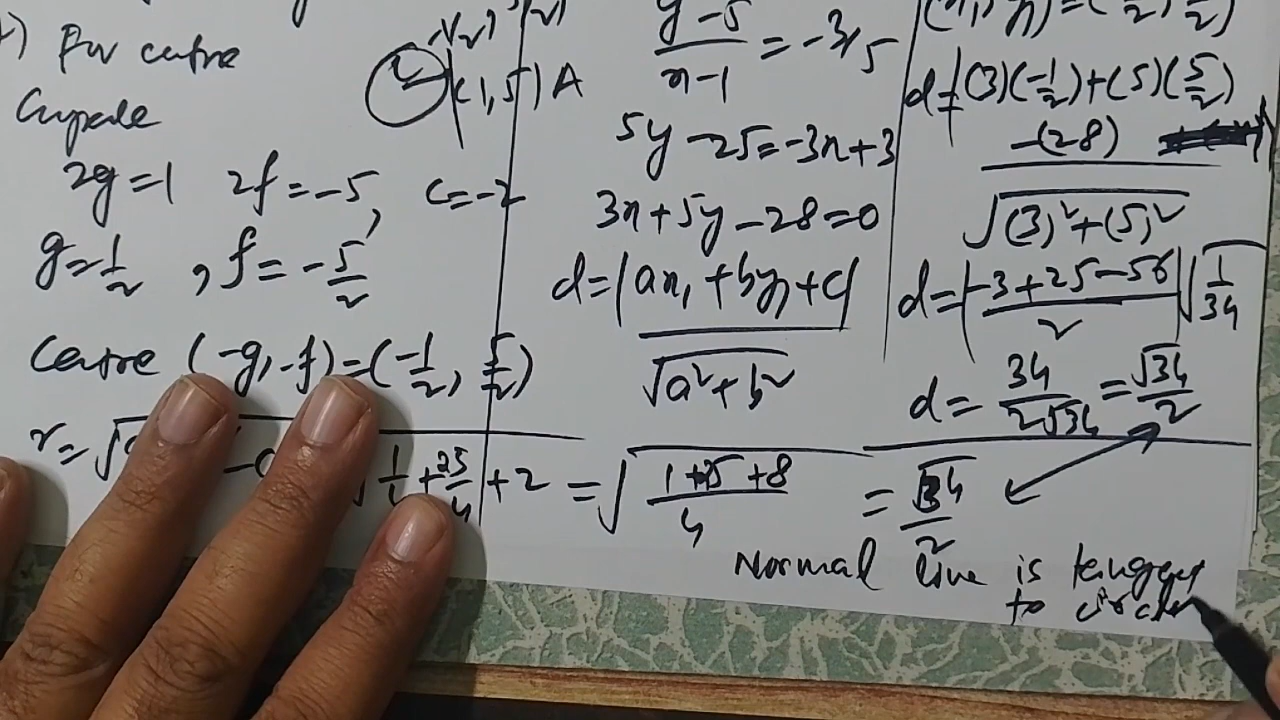 For centre
Compare
2g=1 2f=-5, c=-2
g=1/2 , f=-5/2
Centre (-g,-f)=(-1/2, 5/2)
(1,5) A
y-5/x-1 = -3/5
5y-25=-3x+3
3x+5y-28=0
d=|ax₁+by₁+c|
√a²+b²
d=|(3)(-1/2)+(5)(5/2)
-(28)
√(3)²+(5)²
d=|-3+25-56/2|√1/34
d=34/2√34=√34/2
r=√ +25/4+2 =√1+25+8/4 =√34/2
Normal line is tangent
to circle